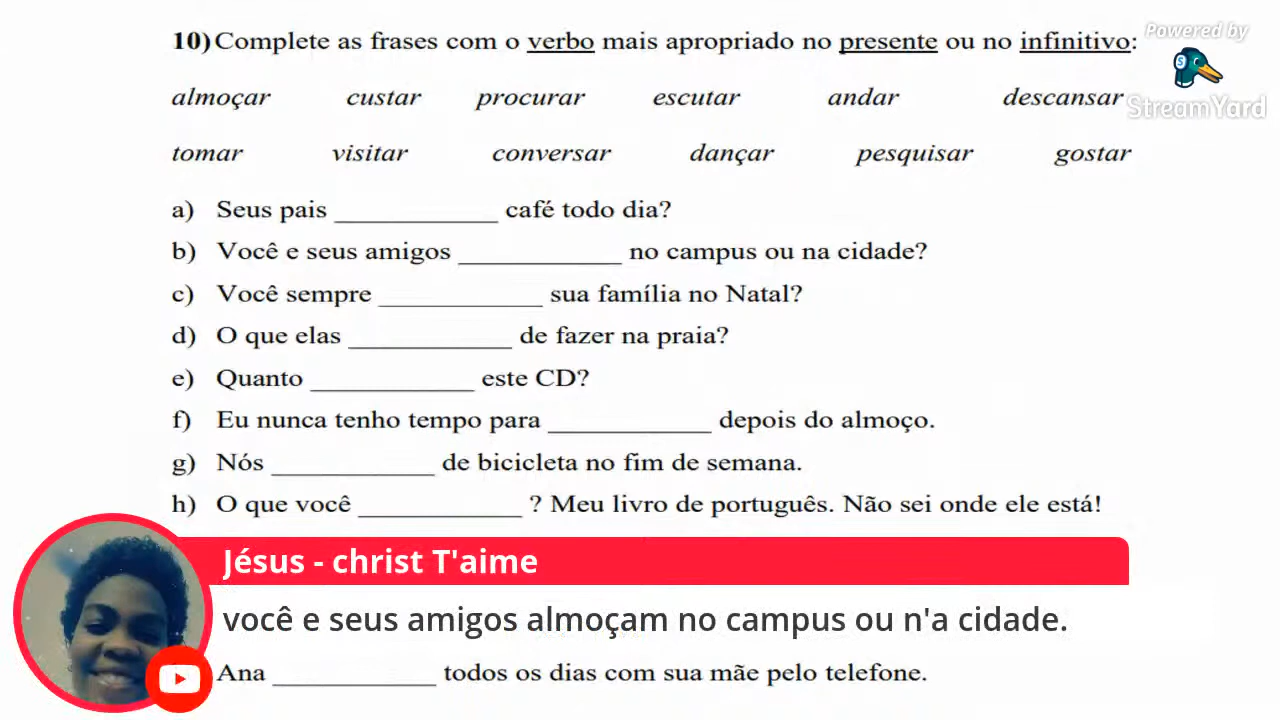 10) Complete as frases com o verbo mais apropriado no presente ou no infinitivo:
Powered by
StreamYard
almoçar custar procurar escutar andar descansar
tomar visitar conversar dançar pesquisar gostar
a) Seus pais ____________ café todo dia?
b) Você e seus amigos ____________ no campus ou na cidade?
c) Você sempre ____________ sua família no Natal?
d) O que elas ____________ de fazer na praia?
e) Quanto ____________ este CD?
f) Eu nunca tenho tempo para ____________ depois do almoço.
g) Nós ____________ de bicicleta no fim de semana.
h) O que você ____________ ? Meu livro de português. Não sei onde ele está!
Jésus - christ T'aime
você e seus amigos almoçam no campus ou n'a cidade.
Ana ____________ todos os dias com sua mãe pelo telefone.